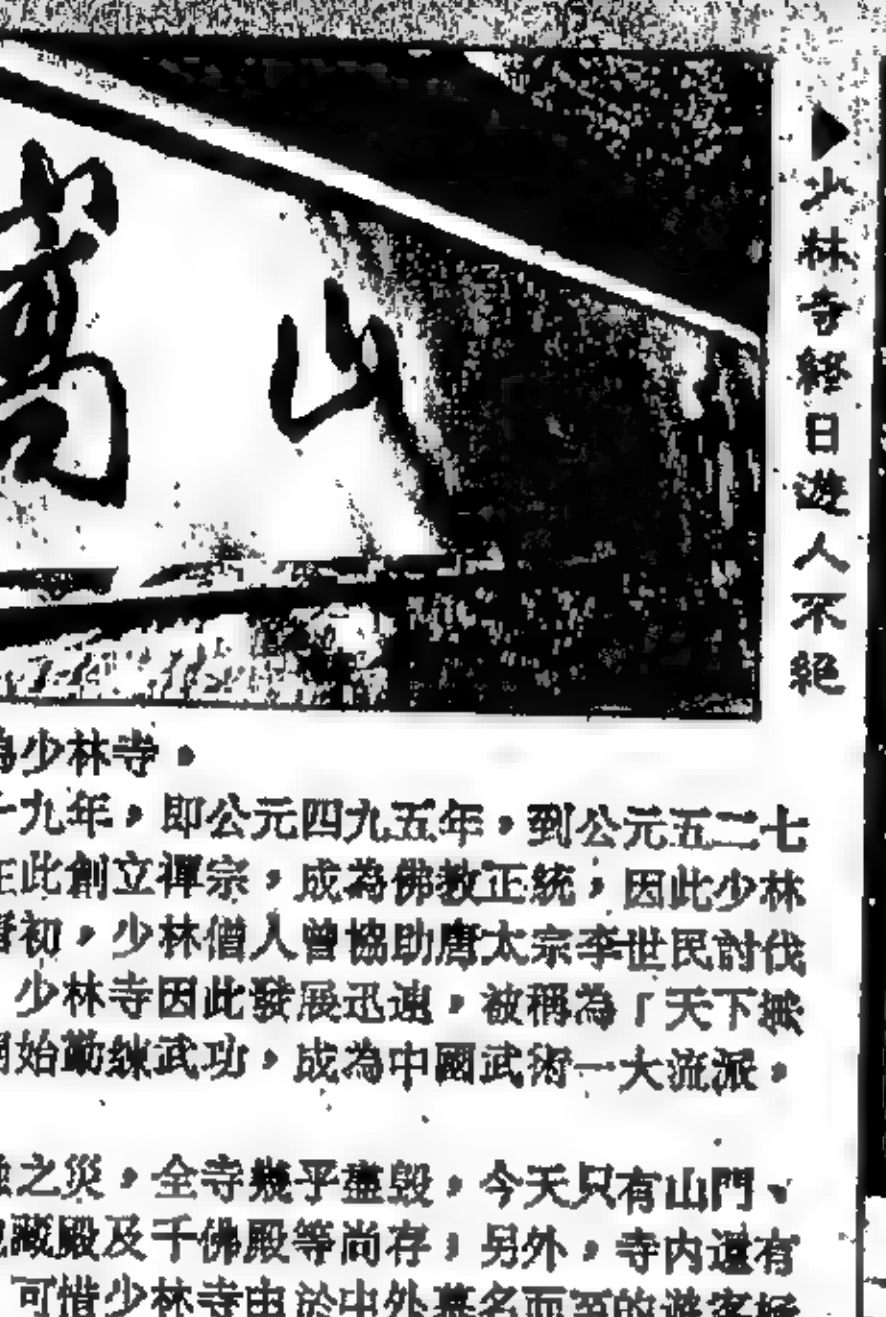 嵩山
▶少林寺終日遊人不絕
為少林寺。
十九年，即公元四九五年，到公元五二七
在此創立禪宗，成為佛教正統；因此少林
唐初，少林僧人曾協助唐太宗李世民討伐
少林寺因此發展迅速，被稱為「天下
開始勤練武功，成為中國武術一大流派。
之災，全寺幾乎盡毀，今天只有山門、
藏殿及千佛殿等尚存；另外，寺內還有
可惜少林寺由於中外慕名而至的遊客